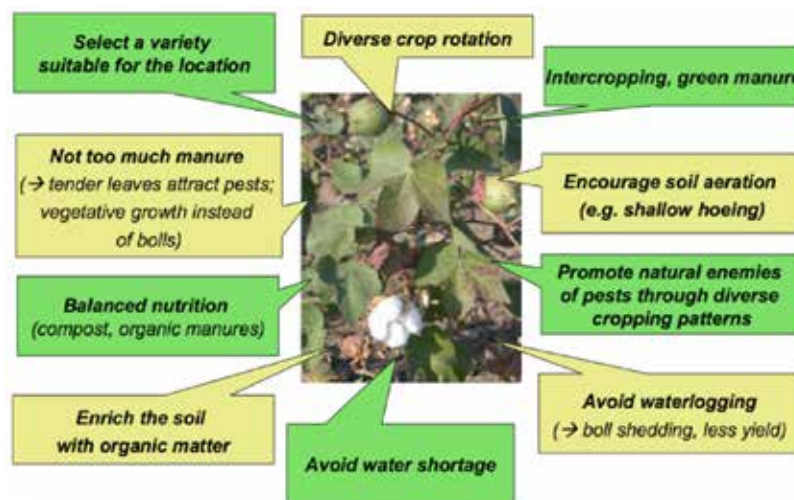 Select a variety
suitable for the location
Diverse crop rotation
Intercropping, green manure
Not too much manure
(→ tender leaves attract pests;
vegetative growth instead
of bolls)
Encourage soil aeration
(e.g. shallow hoeing)
Balanced nutrition
(compost, organic manures)
Promote natural enemies
of pests through diverse
cropping patterns
Enrich the soil
with organic matter
Avoid water shortage
Avoid waterlogging
(→ boll shedding, less yield)